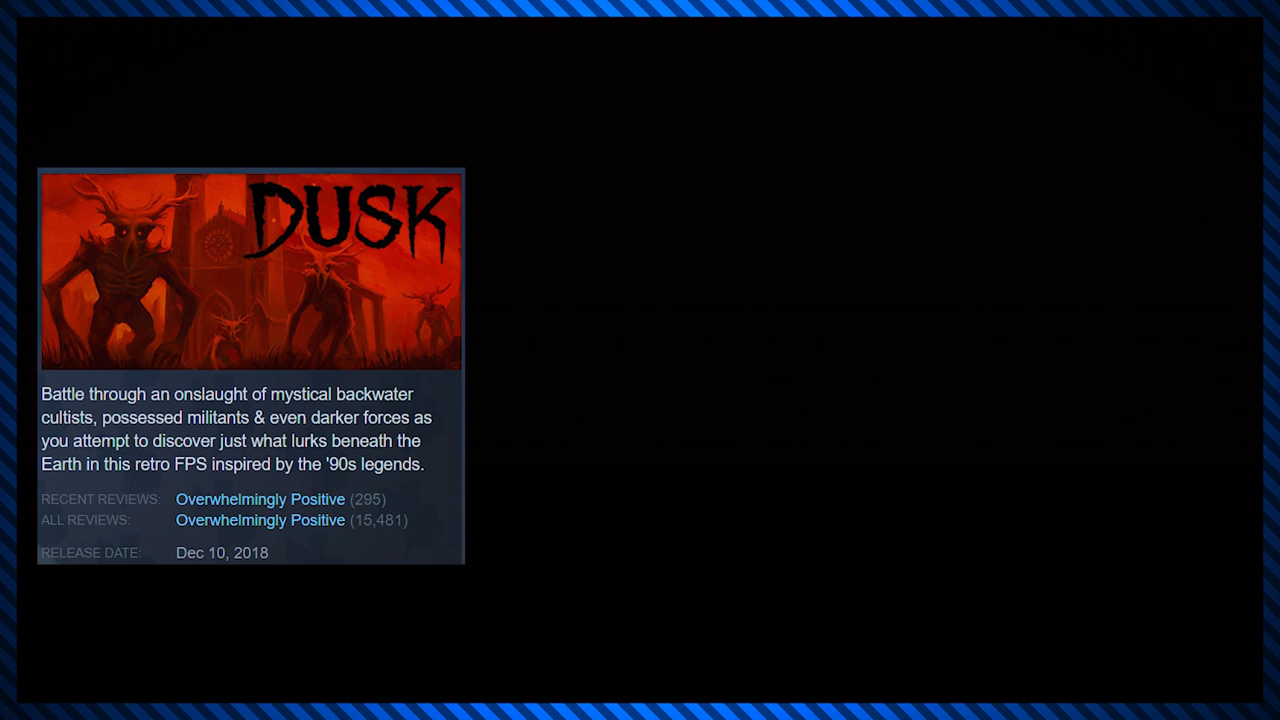 DUSK
Battle through an onslaught of mystical backwater
cultists, possessed militants & even darker forces as
you attempt to discover just what lurks beneath the
Earth in this retro FPS inspired by the '90s legends.
RECENT REVIEWS: Overwhelmingly Positive (295)
ALL REVIEWS: Overwhelmingly Positive (15,481)
RELEASE DATE: Dec 10, 2018